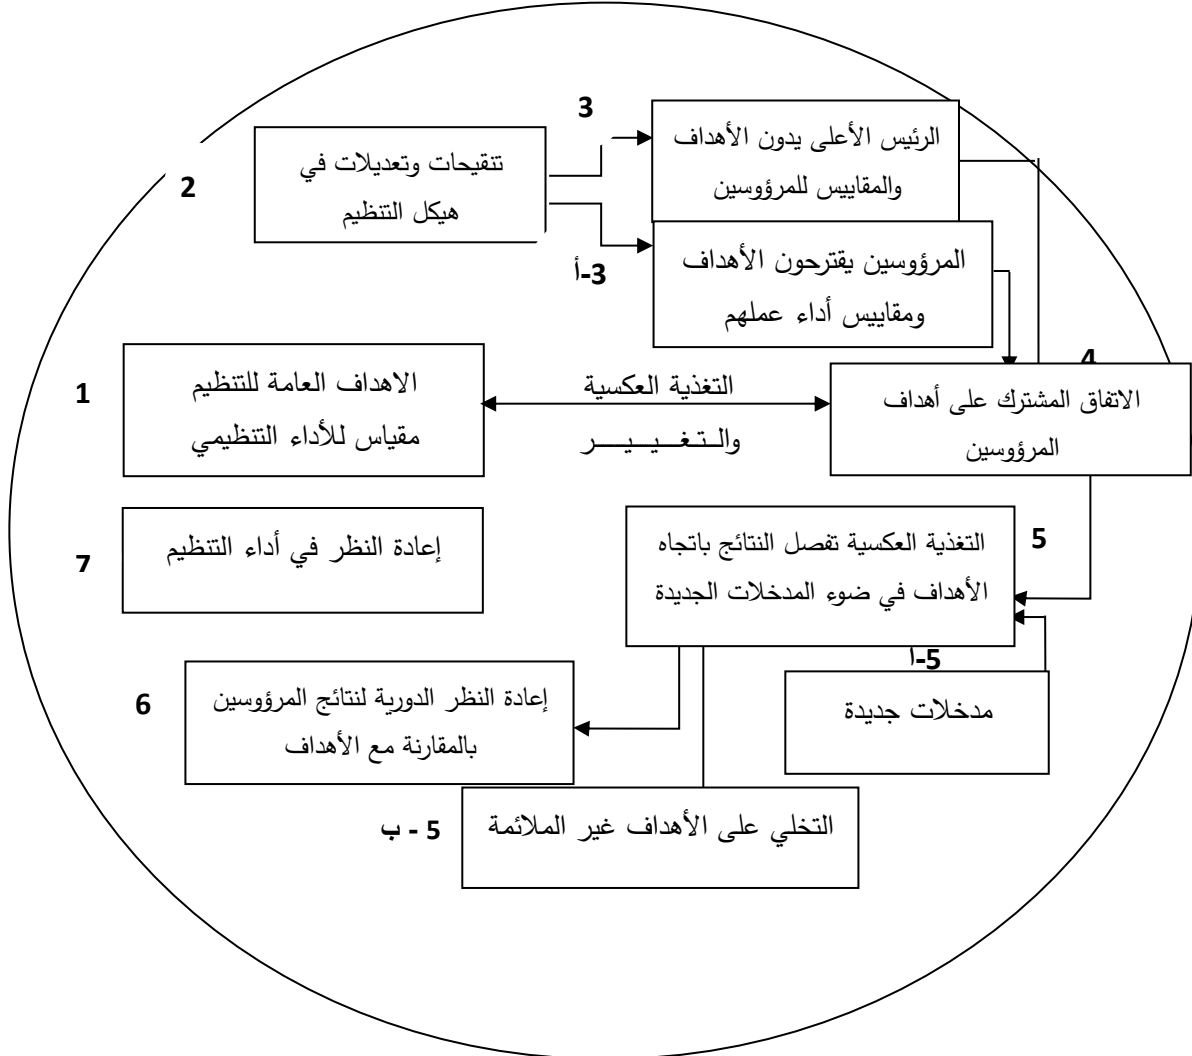 3
الرئيس الأعلى يدون الأهداف
والمقاييس للمرؤوسين
2
تنقيحات وتعديلات في
هيكل التنظيم
3-أ
المرؤوسين يقترحون الأهداف
ومقاييس أداء عملهم
1
الاهداف العامة للتنظيم
مقياس للأداء التنظيمي
التغذية العكسية
والـتـغـــيـــيـــــر
4
الاتفاق المشترك على أهداف
المرؤوسين
7
إعادة النظر في أداء التنظيم
5
التغذية العكسية تفصل النتائج باتجاه
الأهداف في ضوء المدخلات الجديدة
5-أ
مدخلات جديدة
6
إعادة النظر الدورية لنتائج المرؤوسين
بالمقارنة مع الأهداف
5 - ب
التخلي على الأهداف غير الملائمة